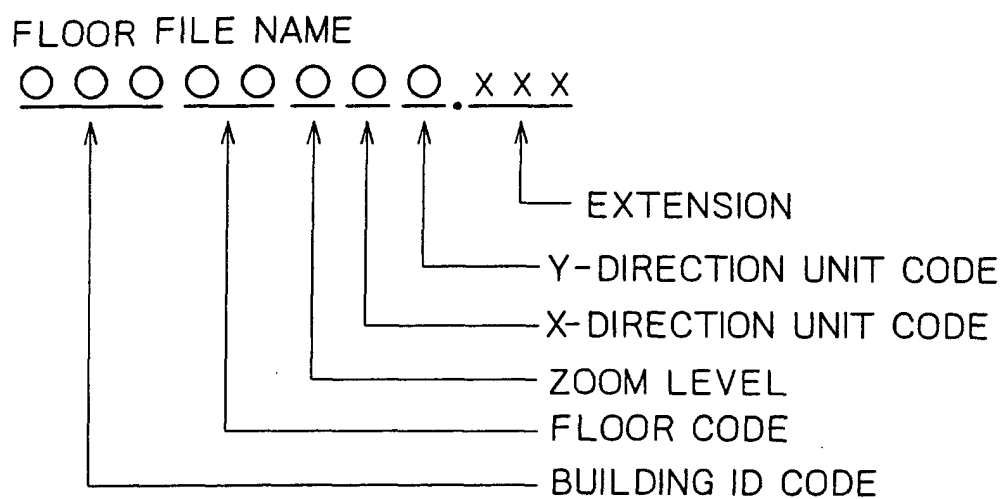 FLOOR FILE NAME
○○○ ○○ ○ ○ ○.xxx
EXTENSION
Y-DIRECTION UNIT CODE
X-DIRECTION UNIT CODE
ZOOM LEVEL
FLOOR CODE
BUILDING ID CODE